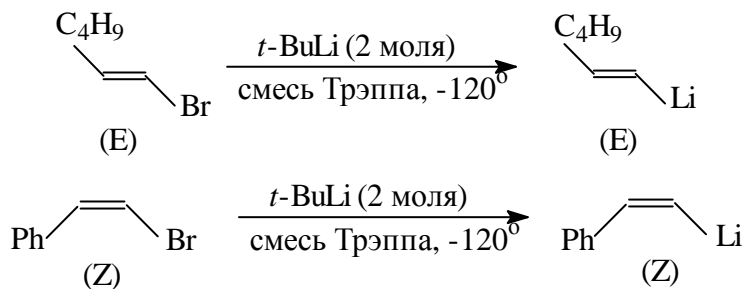 C₄H₉
Br
(E)
t-BuLi (2 моля)
смесь Трэппа, -120°
C₄H₉
Li
(E)
Ph
Br
(Z)
t-BuLi (2 моля)
смесь Трэппа, -120°
Ph
Li
(Z)